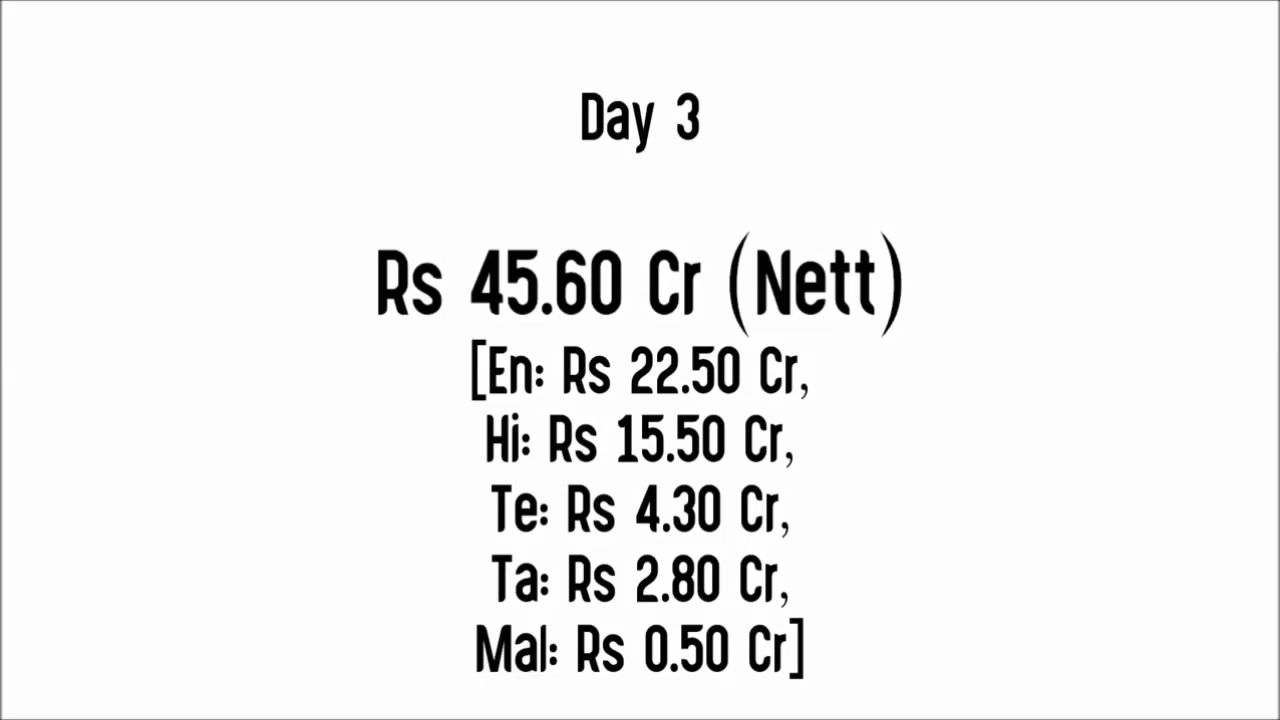 Day 3
Rs 45.60 Cr (Nett)
[En: Rs 22.50 Cr,
Hi: Rs 15.50 Cr,
Te: Rs 4.30 Cr,
Ta: Rs 2.80 Cr,
Mal: Rs 0.50 Cr]